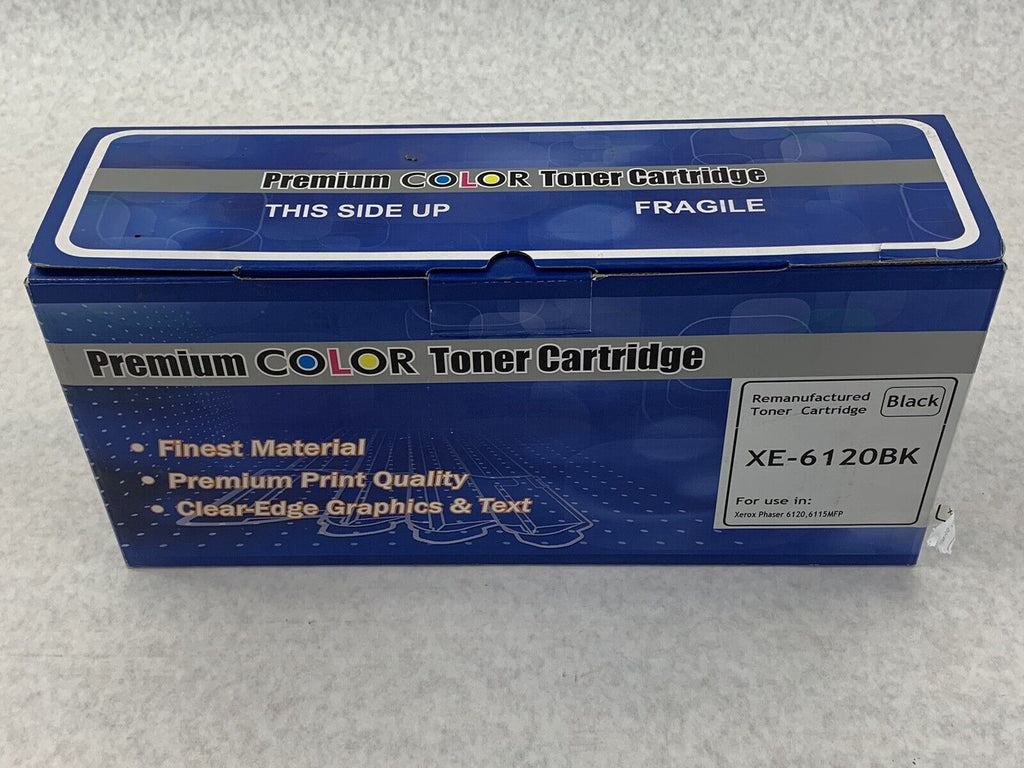 Premium COLOR Toner Cartridge
THIS SIDE UP FRAGILE
Premium COLOR Toner Cartridge
• Finest Material
• Premium Print Quality
• Clear-Edge Graphics & Text
Remanufactured
Toner Cartridge
Black
XE-6120BK
For use in:
Xerox Phaser 6120,6115MFP